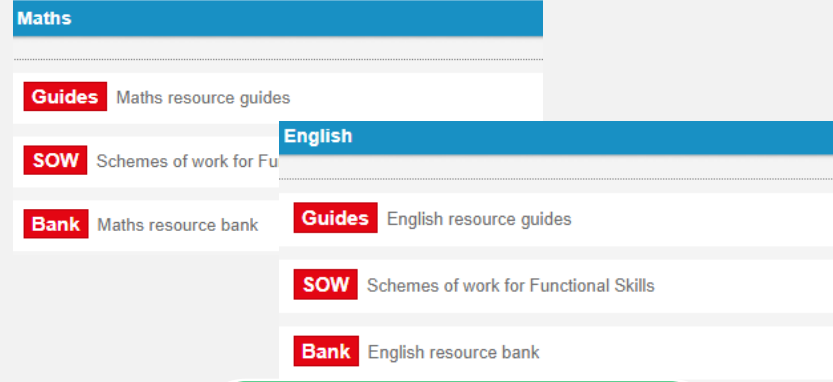 Maths
Guides Maths resource guides
SOW Schemes of work for Fu
Bank Maths resource bank
English
Guides English resource guides
SOW Schemes of work for Functional Skills
Bank English resource bank